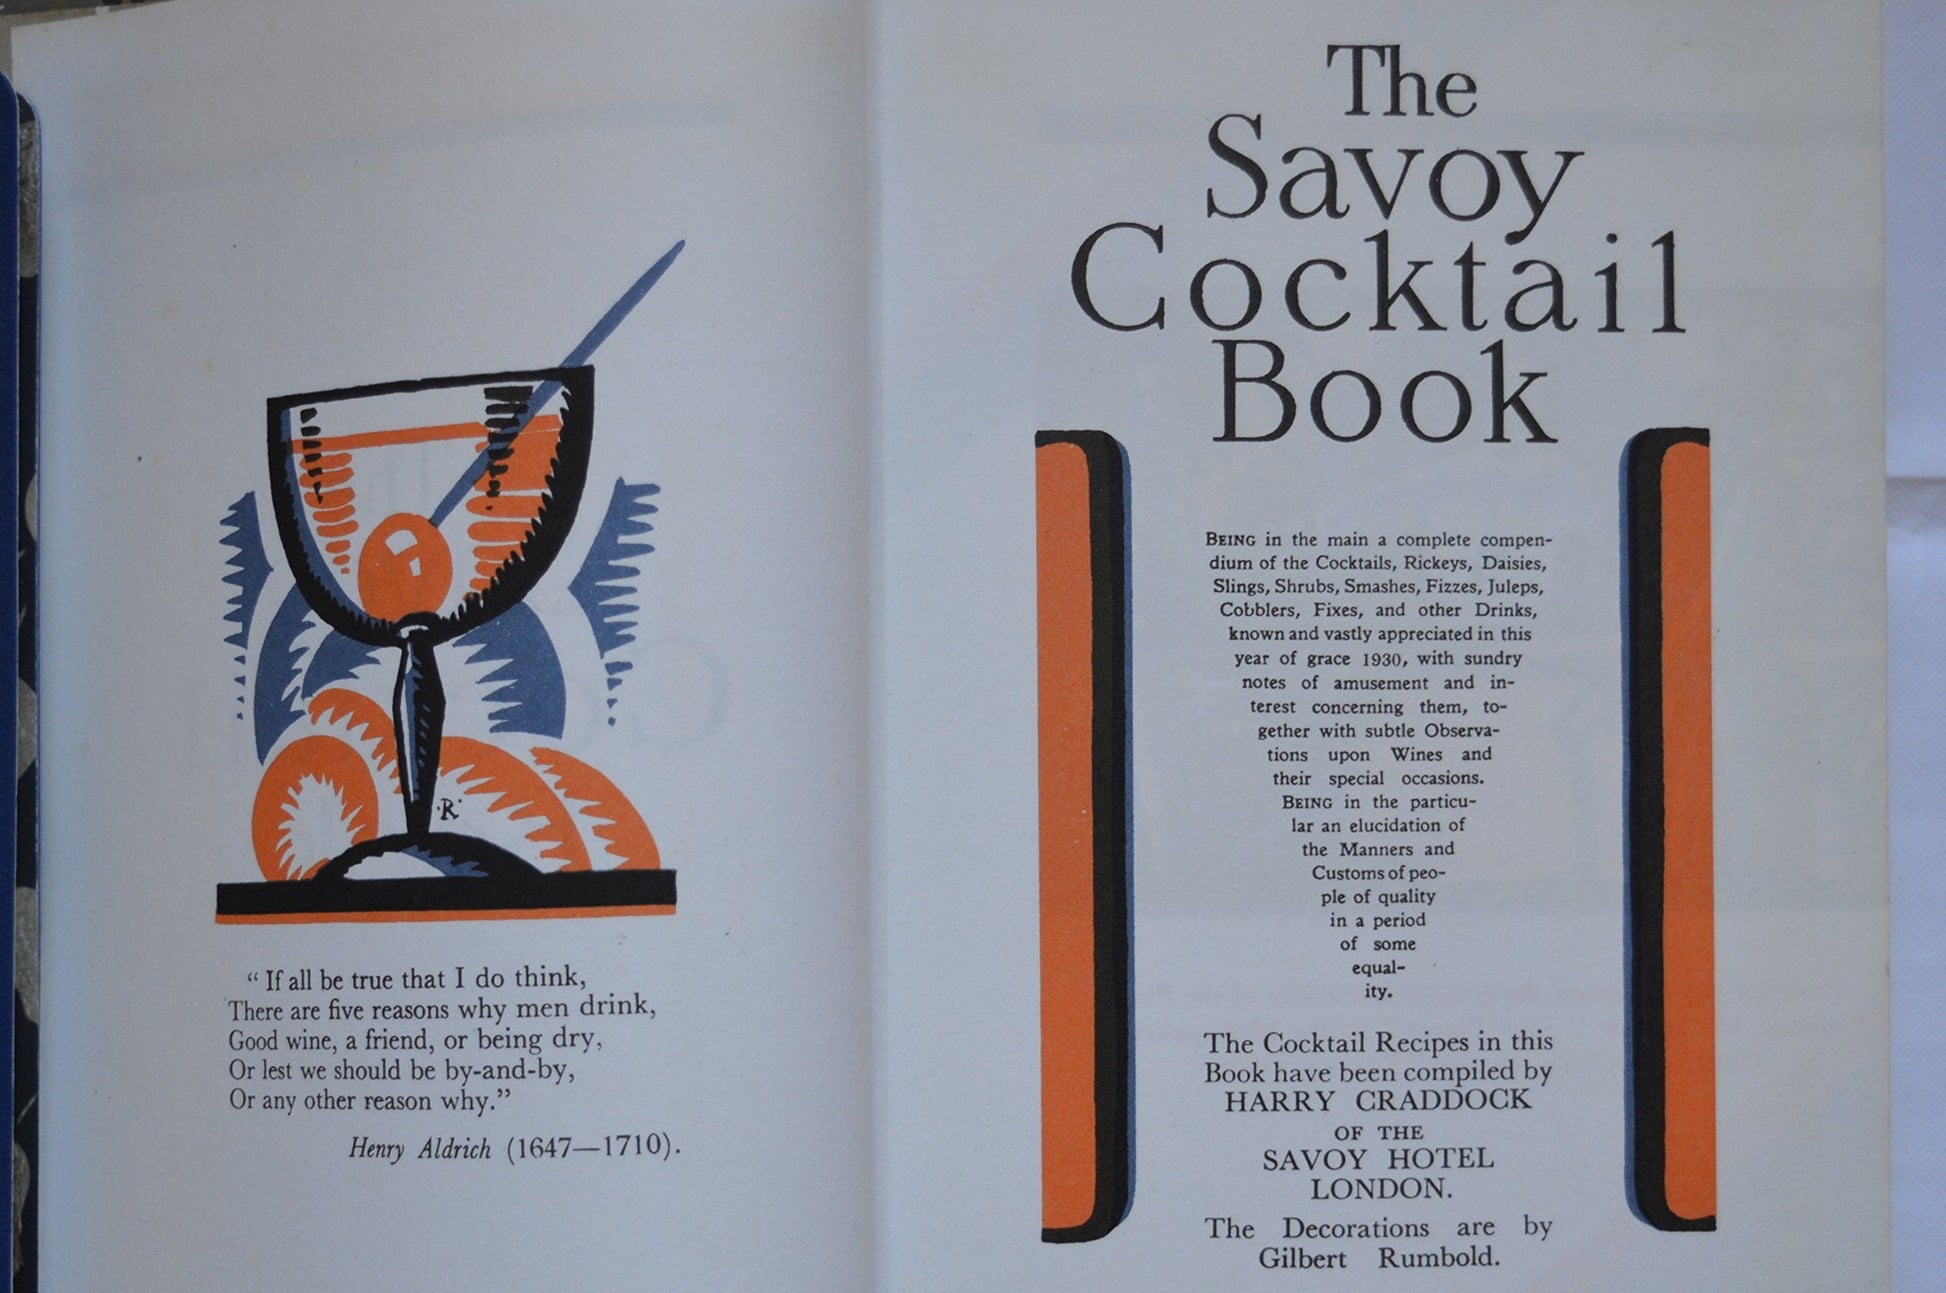 ·R·
“ If all be true that I do think,
There are five reasons why men drink,
Good wine, a friend, or being dry,
Or lest we should be by-and-by,
Or any other reason why.”
Henry Aldrich (1647—1710).
The
Savoy
Cocktail
Book
BEING in the main a complete compen-
dium of the Cocktails, Rickeys, Daisies,
Slings, Shrubs, Smashes, Fizzes, Juleps,
Cobblers, Fixes, and other Drinks,
known and vastly appreciated in this
year of grace 1930, with sundry
notes of amusement and in-
terest concerning them, to-
gether with subtle Observa-
tions upon Wines and
their special occasions.
BEING in the particu-
lar an elucidation of
the Manners and
Customs of peo-
ple of quality
in a period
of some
equal-
ity.
The Cocktail Recipes in this
Book have been compiled by
HARRY CRADDOCK
OF THE
SAVOY HOTEL
LONDON.
The Decorations are by
Gilbert Rumbold.